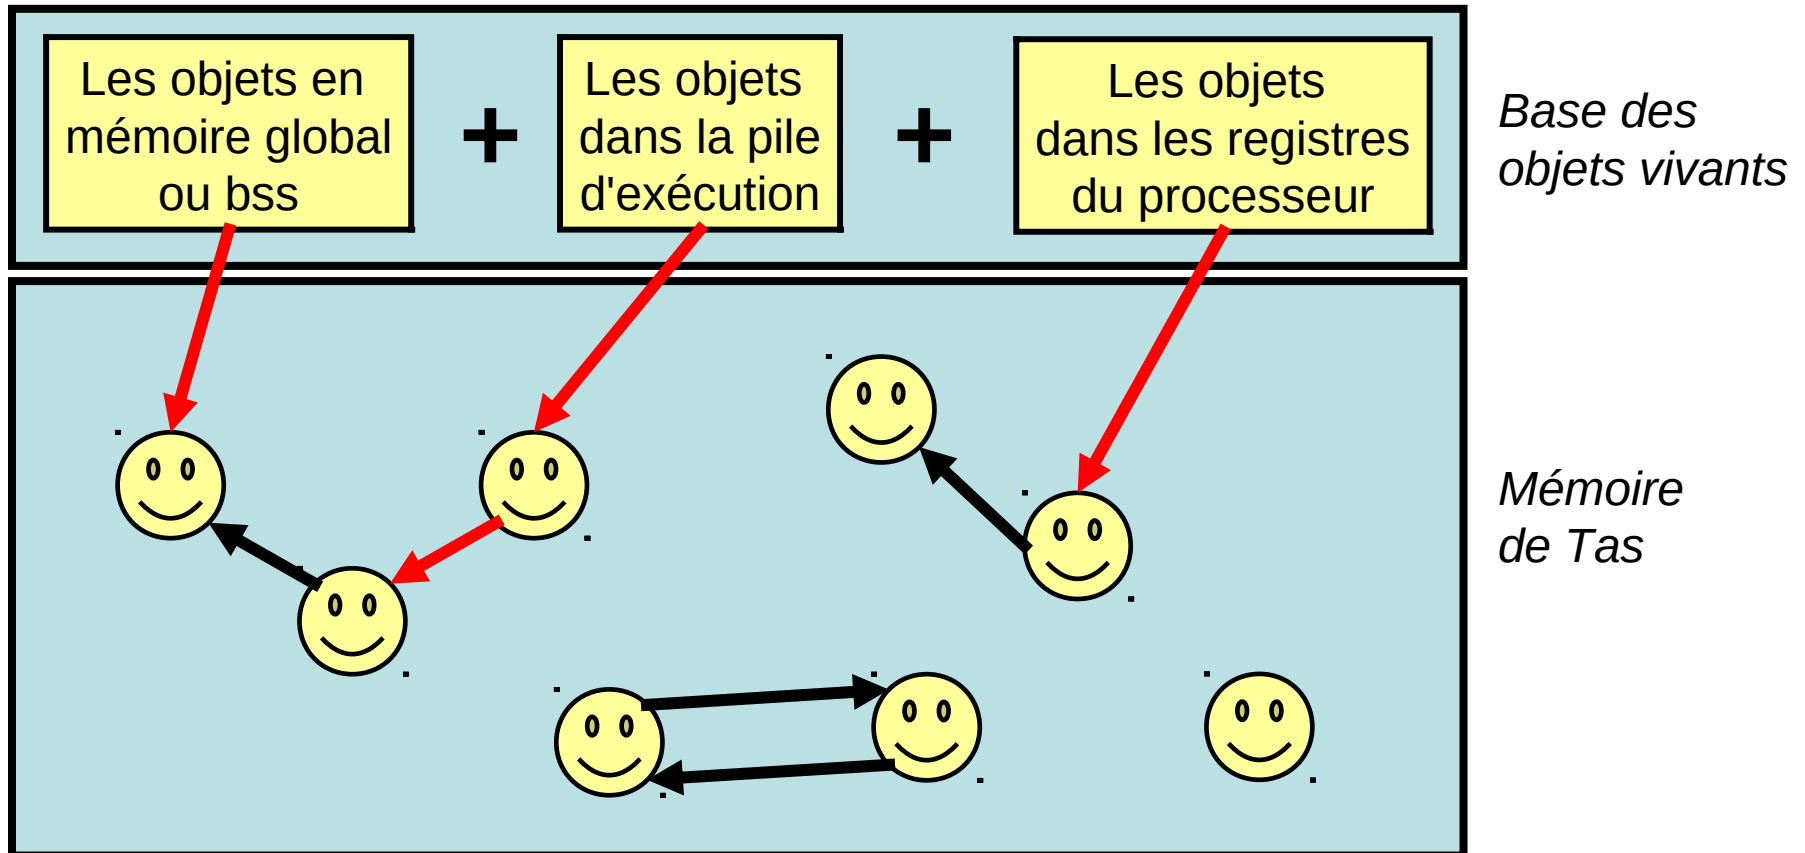 Les objets en
mémoire global
ou bss
+
Les objets
dans la pile
d'exécution
+
Les objets
dans les registres
du processeur
Base des
objets vivants
Mémoire
de Tas